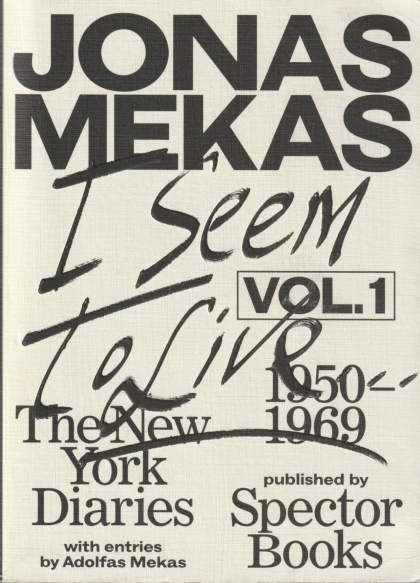 JONAS
MEKAS
I Seem
VOL.1
To Live...
1950–
1969
The New
York
Diaries
with entries
by Adolfas Mekas
published by
Spector
Books